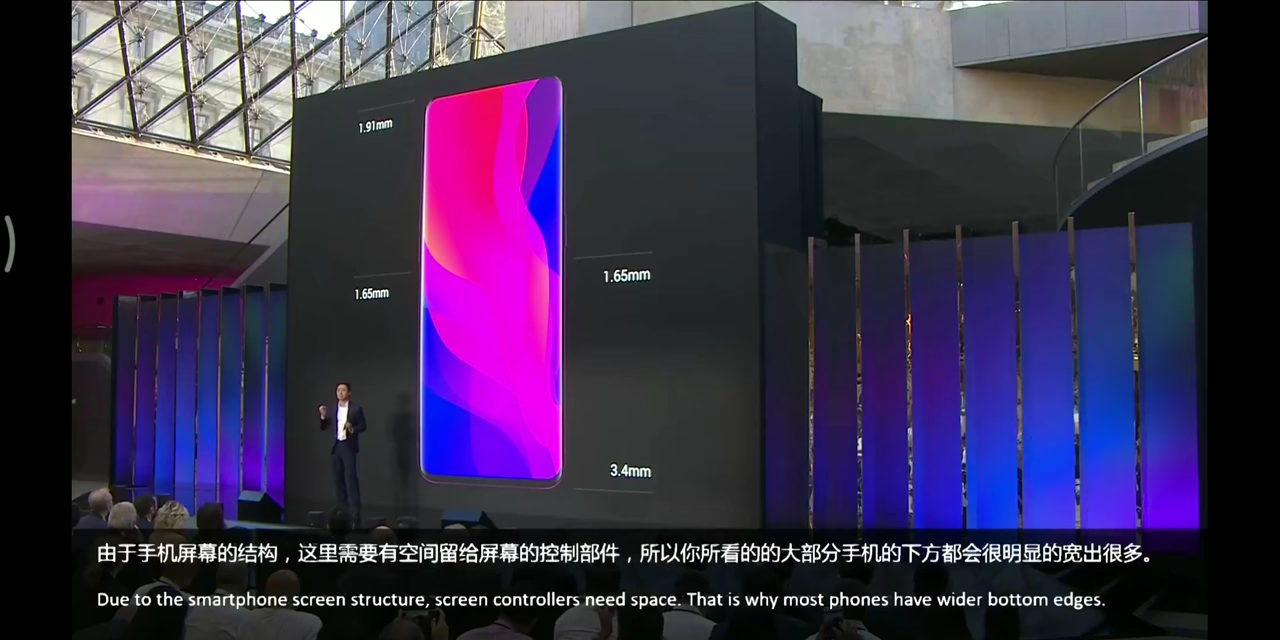 1.91mm
1.65mm
1.65mm
3.4mm
由于手机屏幕的结构，这里需要有空间留给屏幕的控制部件，所以你所看的的大部分手机的下方都会很明显的宽出很多。
Due to the smartphone screen structure, screen controllers need space. That is why most phones have wider bottom edges.